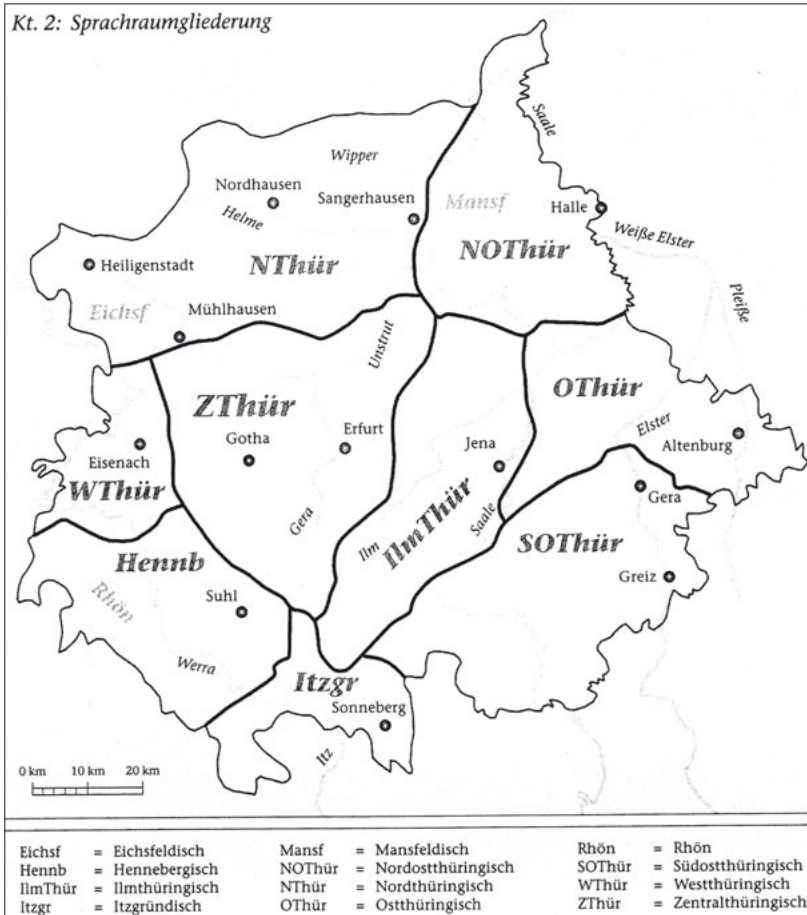 Kt. 2: Sprachraumgliederung
Saale
Wipper
Nordhausen
Sangerhausen
Mansf
Halle
Helme
Weiße Elster
NOThür
Heiligenstadt
NThür
Pleiße
Eichsf
Mühlhausen
Unstrut
OThür
ZThür
Elster
Gotha
Erfurt
Jena
Altenburg
Eisenach
WThür
Gera
Gera
Ilm
IlmThür
Saale
SOThür
Hennb
Greiz
Rhön
Suhl
Werra
Itzgr
Sonneberg
Itz
0 km 10 km 20 km
Eichsf = Eichsfeldisch
Hennb = Hennebergisch
IlmThür = Ilmthüringisch
Itzgr = Itzgründisch
Mansf = Mansfeldisch
NOThür = Nordostthüringisch
NThür = Nordthüringisch
OThür = Ostthüringisch
Rhön = Rhön
SOThür = Südostthüringisch
WThür = Westthüringisch
ZThür = Zentralthüringisch